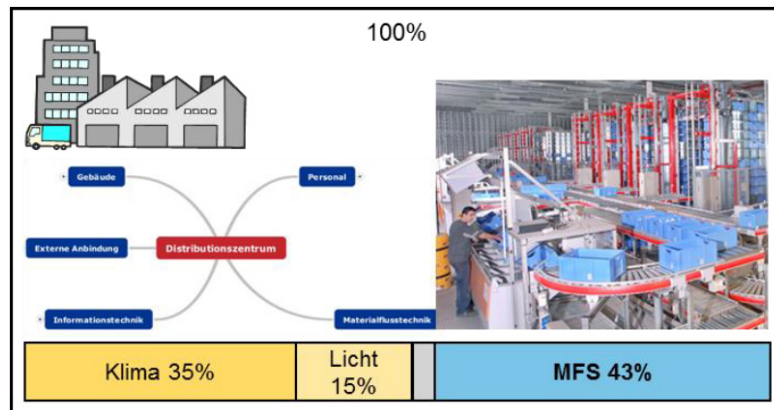 100%
Gebäude
Personal
Externe Anbindung
Distributionszentrum
Informationstechnik
Materialflusstechnik
Klima 35%
Licht
15%
MFS 43%